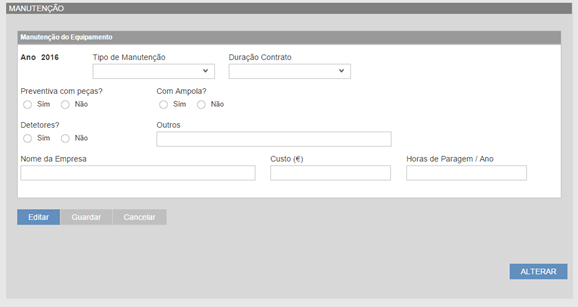 MANUTENÇÃO
Manutenção do Equipamento
Ano 2016 Tipo de Manutenção Duração Contrato
Preventiva com peças? Com Ampola?
Sim Não Sim Não
Detetores? Outros
Sim Não
Nome da Empresa Custo (€) Horas de Paragem / Ano
Editar Guardar Cancelar
ALTERAR